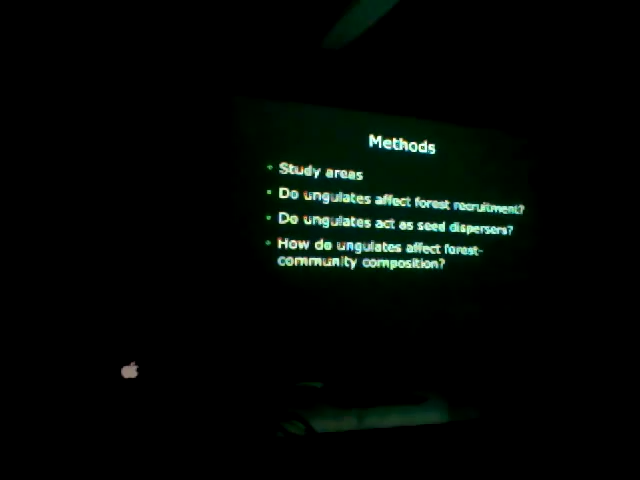 Methods
• Study areas
• Do ungulates affect forest recruitment?
• Do ungulates act as seed dispersers?
• How do ungulates affect forest-
community composition?